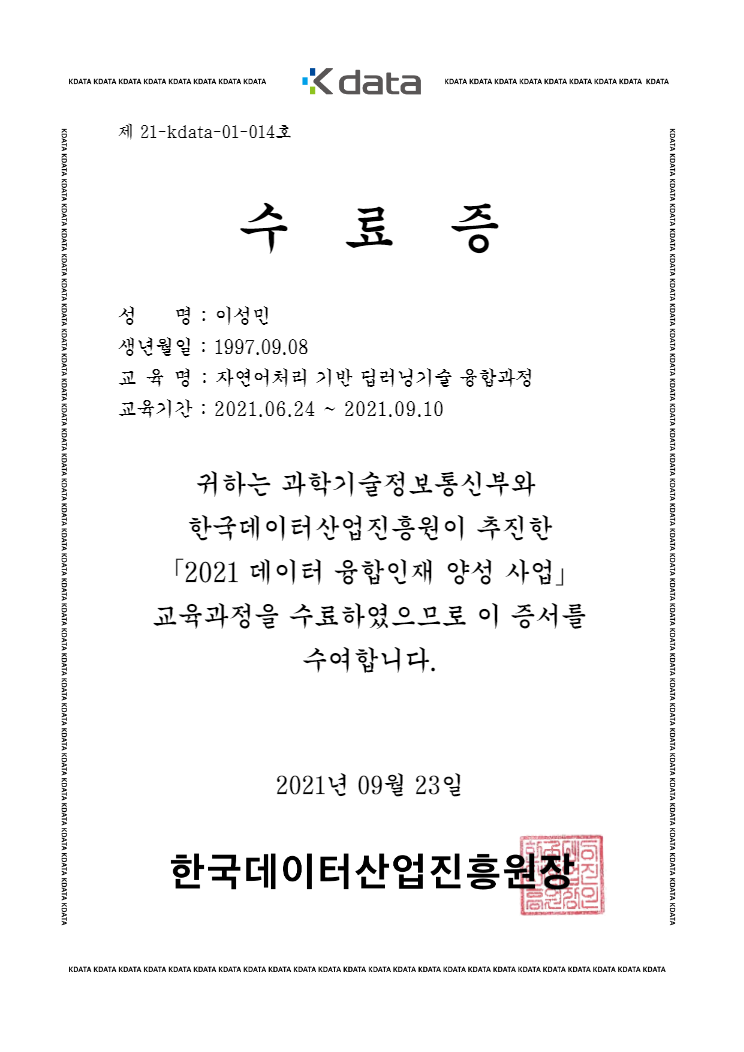 KDATA KDATA KDATA KDATA KDATA KDATA KDATA KDATA
K data
KDATA KDATA KDATA KDATA KDATA KDATA KDATA KDATA KDATA
제 21-kdata-01-014호
수 료 증
성 명 : 이성민
생년월일 : 1997.09.08
교 육 명 : 자연어처리 기반 딥러닝기술 융합과정
교육기간 : 2021.06.24 ~ 2021.09.10
귀하는 과학기술정보통신부와
한국데이터산업진흥원이 추진한
「2021 데이터 융합인재 양성 사업」
교육과정을 수료하였으므로 이 증서를
수여합니다.
2021년 09월 23일
한국데이터산업진흥원장
KDATA KDATA KDATA KDATA KDATA KDATA KDATA KDATA KDATA KDATA KDATA KDATA KDATA KDATA KDATA KDATA KDATA KDATA KDATA KDATA KDATA KDATA KDATA KDATA